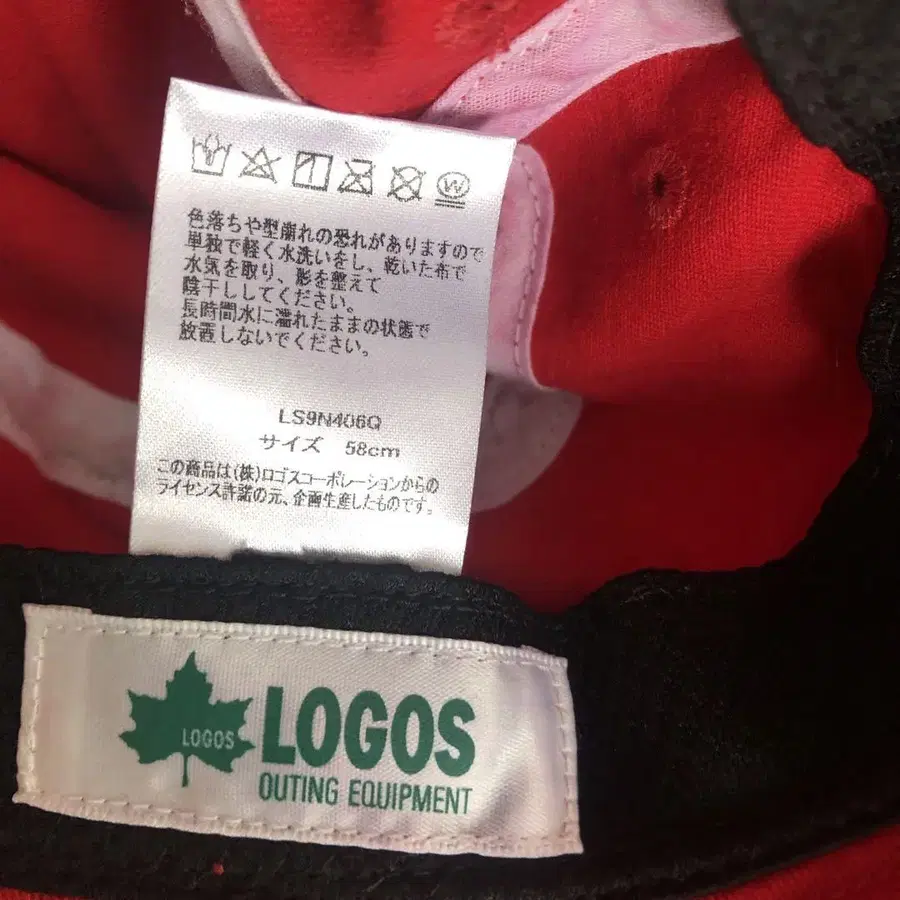 色落ちや型崩れの恐れがありますので
単独で軽く水洗いをし、乾いた布で
水気を取り、形を整えて
陰干ししてください。
長時間水に濡れたままの状態で
放置しないでください。
LS9N406Q
サイズ 58cm
この商品は(株)ロゴスコーポレーションからの
ライセンス許諾の元、企画生産したものです。
LOGOS
LOGOS
OUTING EQUIPMENT